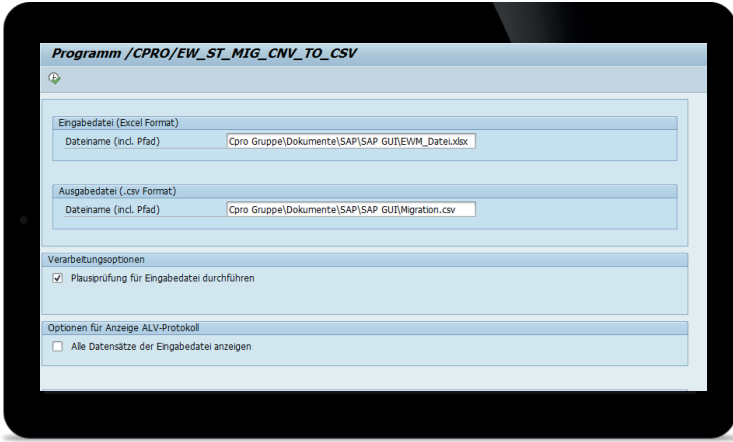 Programm /CPRO/EW_ST_MIG_CNV_TO_CSV
Eingabedatei (Excel Format)
Dateiname (incl. Pfad) Cpro Gruppe\Dokumente\SAP\SAP GUI\EWM_Datei.xlsx
Ausgabedatei (.csv Format)
Dateiname (incl. Pfad) Cpro Gruppe\Dokumente\SAP\SAP GUI\Migration.csv
Verarbeitungsoptionen
Plausiprüfung für Eingabedatei durchführen
Optionen für Anzeige ALV-Protokoll
Alle Datensätze der Eingabedatei anzeigen